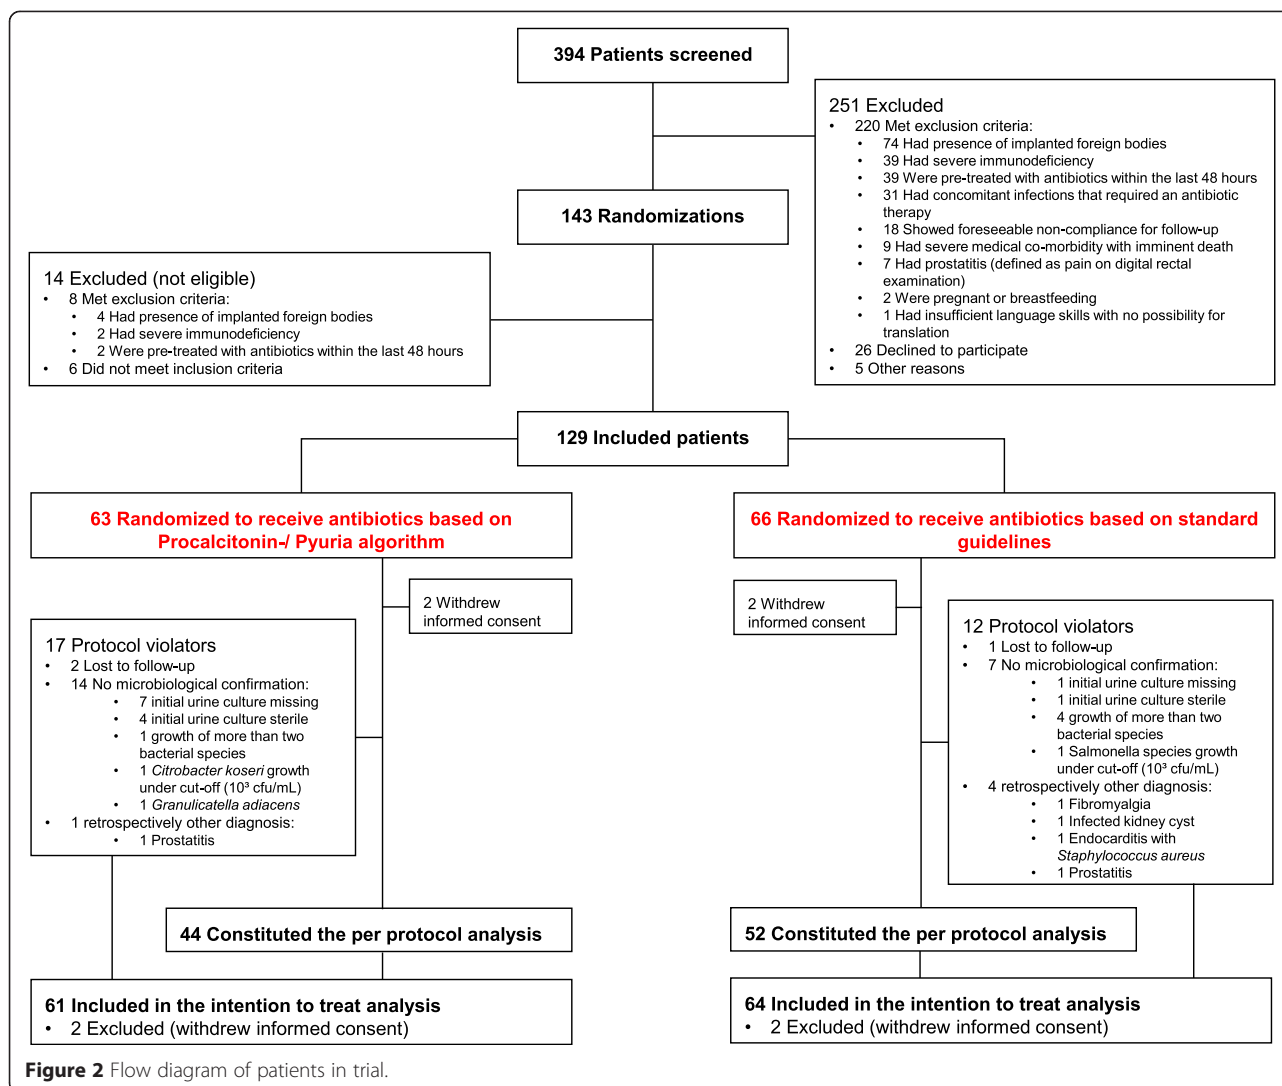 394 Patients screened
251 Excluded
• 220 Met exclusion criteria:
• 74 Had presence of implanted foreign bodies
• 39 Had severe immunodeficiency
• 39 Were pre-treated with antibiotics within the last 48 hours
• 31 Had concomitant infections that required an antibiotic
therapy
• 18 Showed foreseeable non-compliance for follow-up
• 9 Had severe medical co-morbidity with imminent death
• 7 Had prostatitis (defined as pain on digital rectal
examination)
• 2 Were pregnant or breastfeeding
• 1 Had insufficient language skills with no possibility for
translation
• 26 Declined to participate
• 5 Other reasons
143 Randomizations
14 Excluded (not eligible)
• 8 Met exclusion criteria:
• 4 Had presence of implanted foreign bodies
• 2 Had severe immunodeficiency
• 2 Were pre-treated with antibiotics within the last 48 hours
• 6 Did not meet inclusion criteria
129 Included patients
63 Randomized to receive antibiotics based on
Procalcitonin-/ Pyuria algorithm
66 Randomized to receive antibiotics based on standard
guidelines
2 Withdrew
informed consent
2 Withdrew
informed consent
17 Protocol violators
• 2 Lost to follow-up
• 14 No microbiological confirmation:
• 7 initial urine culture missing
• 4 initial urine culture sterile
• 1 growth of more than two
bacterial species
• 1 Citrobacter koseri growth
under cut-off (10³ cfu/mL)
• 1 Granulicatella adiacens
• 1 retrospectively other diagnosis:
• 1 Prostatitis
12 Protocol violators
• 1 Lost to follow-up
• 7 No microbiological confirmation:
• 1 initial urine culture missing
• 1 initial urine culture sterile
• 4 growth of more than two
bacterial species
• 1 Salmonella species growth
under cut-off (10³ cfu/mL)
• 4 retrospectively other diagnosis:
• 1 Fibromyalgia
• 1 Infected kidney cyst
• 1 Endocarditis with
Staphylococcus aureus
• 1 Prostatitis
44 Constituted the per protocol analysis
52 Constituted the per protocol analysis
61 Included in the intention to treat analysis
• 2 Excluded (withdrew informed consent)
64 Included in the intention to treat analysis
• 2 Excluded (withdrew informed consent)
Figure 2 Flow diagram of patients in trial.